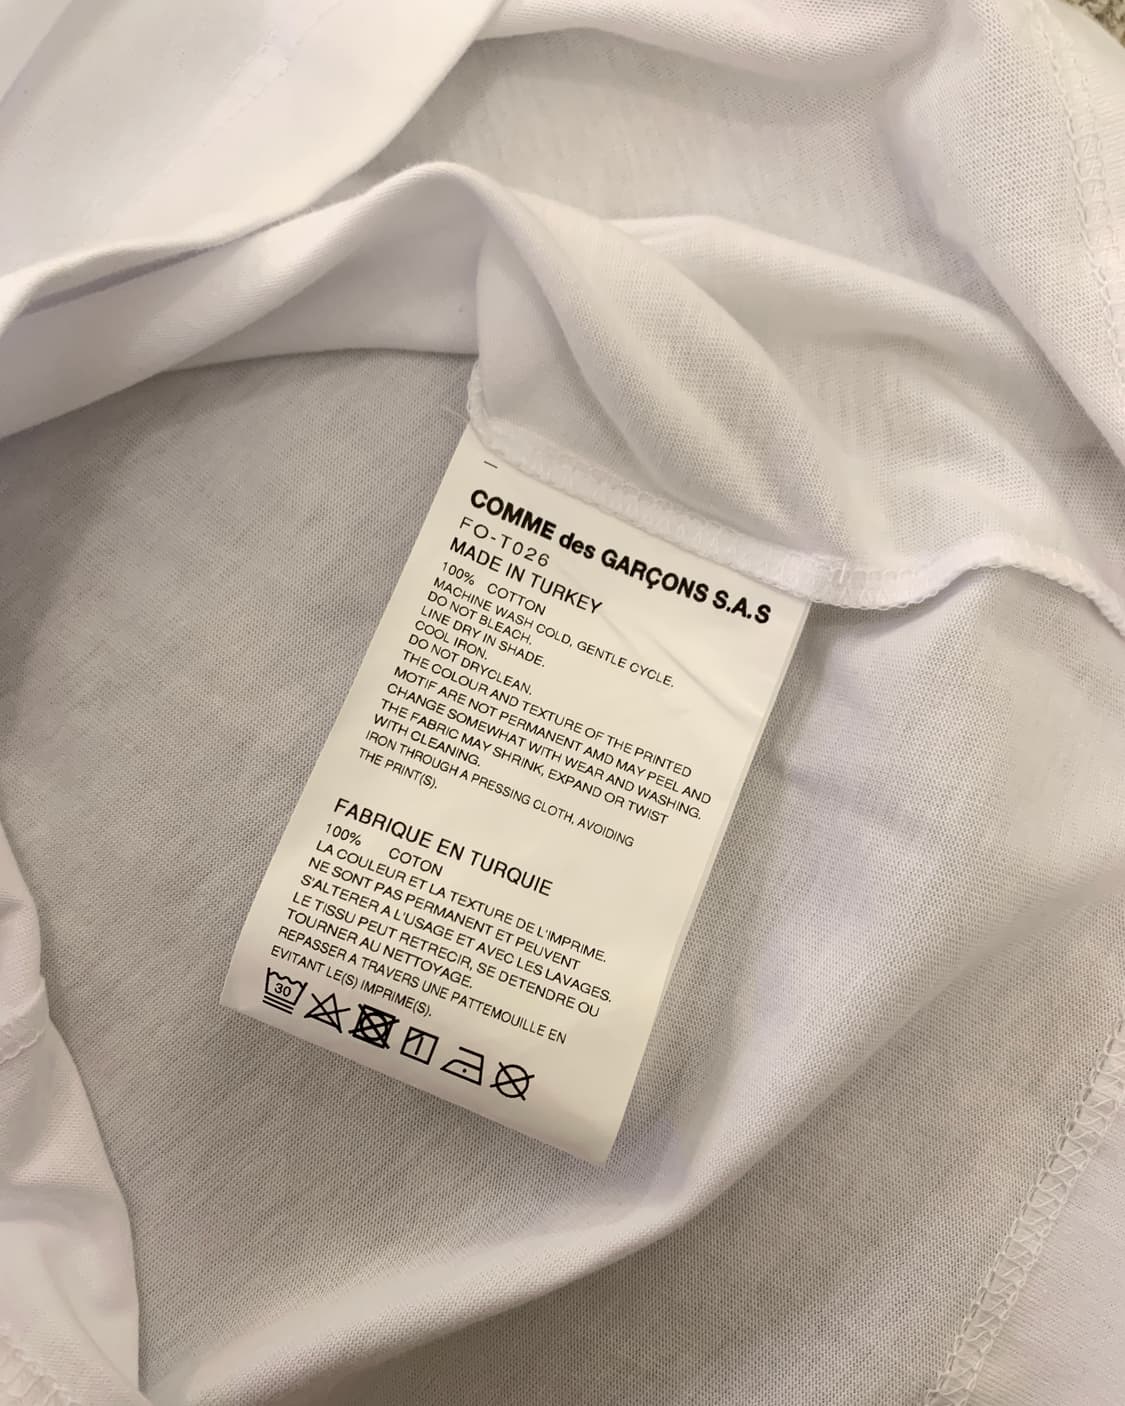 COMME des GARÇONS S.A.S
FO-T026
MADE IN TURKEY
100% COTTON
MACHINE WASH COLD, GENTLE CYCLE.
DO NOT BLEACH.
LINE DRY IN SHADE.
COOL IRON.
DO NOT DRYCLEAN.
THE COLOUR AND TEXTURE OF THE PRINTED
MOTIF ARE NOT PERMANENT AMD MAY PEEL AND
CHANGE SOMEWHAT WITH WEAR AND WASHING.
THE FABRIC MAY SHRINK, EXPAND OR TWIST
WITH CLEANING.
IRON THROUGH A PRESSING CLOTH, AVOIDING
THE PRINT(S).
FABRIQUE EN TURQUIE
100% COTON
LA COULEUR ET LA TEXTURE DE L'IMPRIME.
NE SONT PAS PERMANENT ET PEUVENT
S'ALTERER A L'USAGE ET AVEC LES LAVAGES.
LE TISSU PEUT RETRECIR, SE DETENDRE OU
TOURNER AU NETTOYAGE.
REPASSER A TRAVERS UNE PATTEMOUILLE EN
EVITANT LE(S) IMPRIME(S).
30